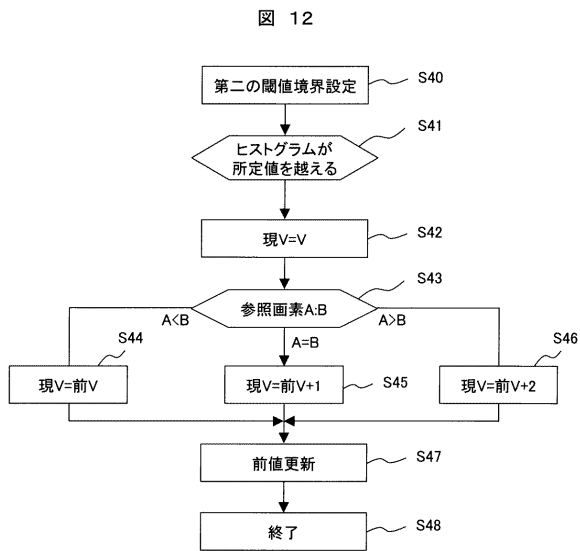 図 12
第二の閾値境界設定
S40
ヒストグラムが
所定値を越える
S41
現V=V
S42
参照画素A:B
S43
A<B
A=B
A>B
現V=前V
S44
現V=前V+1
S45
現V=前V+2
S46
前値更新
S47
終了
S48